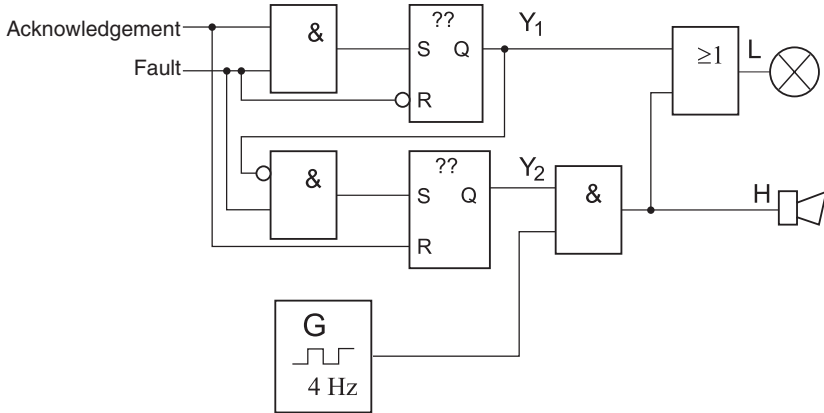 Acknowledgement
Fault
&
??
S Q
R
Y1
≥1
L
&
??
S Q
R
Y2
&
H
G
4 Hz